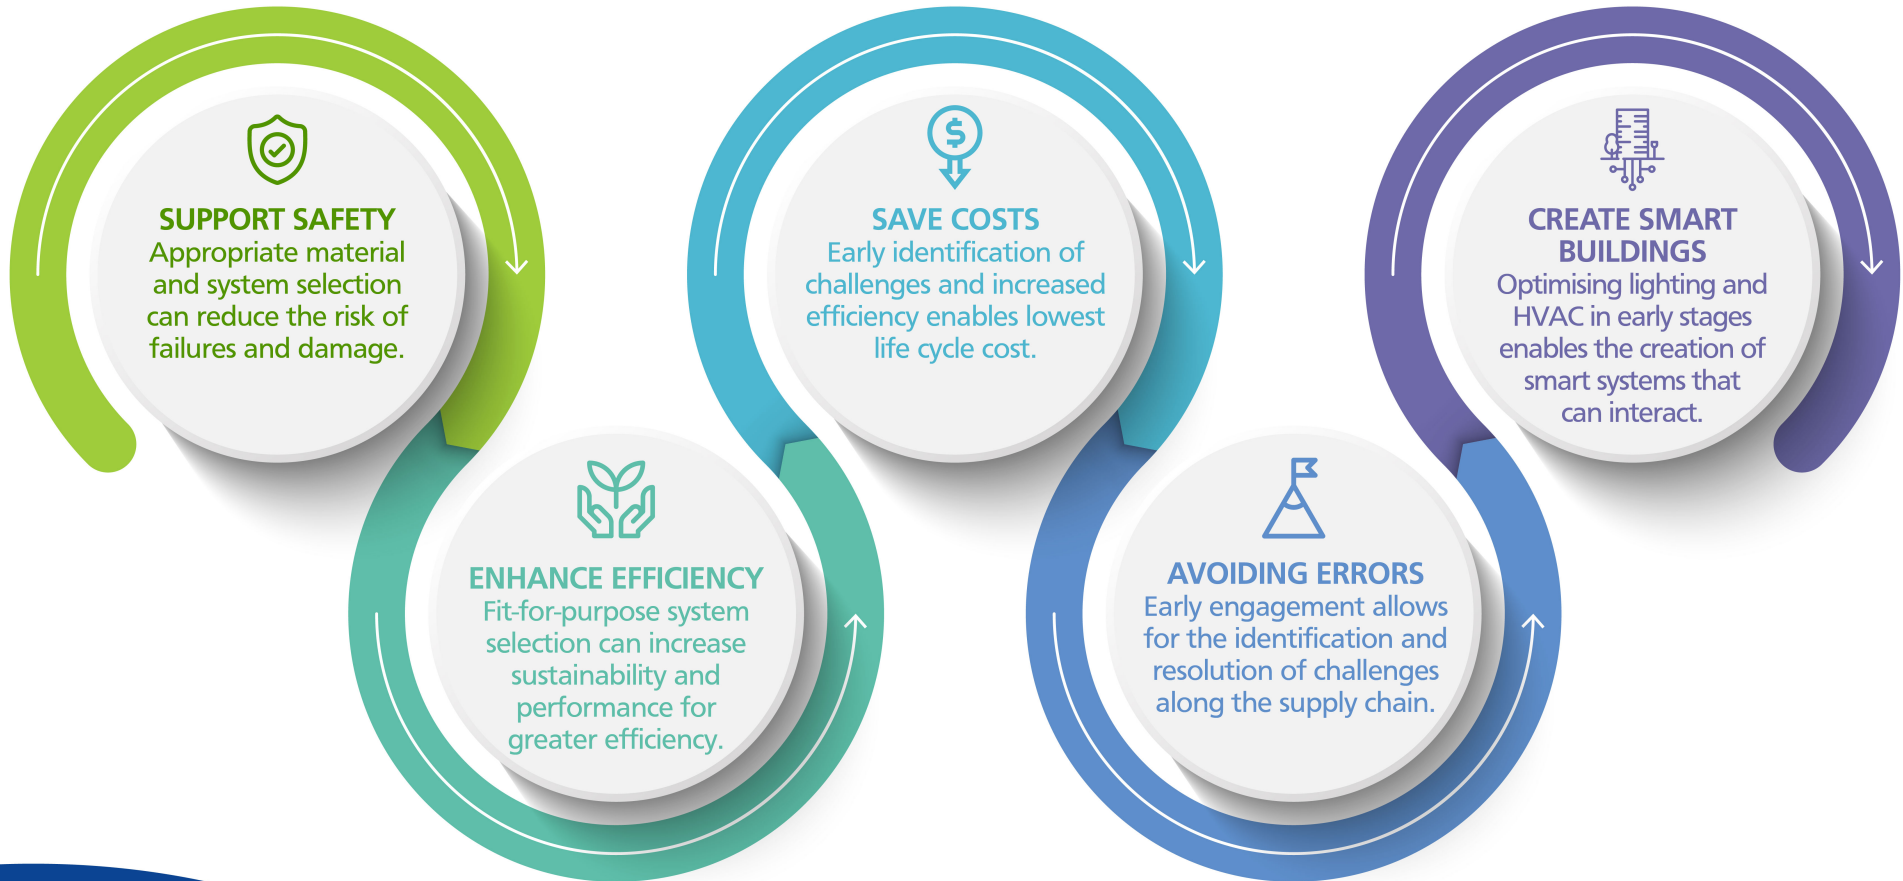 SUPPORT SAFETY
Appropriate material
and system selection
can reduce the risk of
failures and damage.
ENHANCE EFFICIENCY
Fit-for-purpose system
selection can increase
sustainability and
performance for
greater efficiency.
$
SAVE COSTS
Early identification of
challenges and increased
efficiency enables lowest
life cycle cost.
AVOIDING ERRORS
Early engagement allows
for the identification and
resolution of challenges
along the supply chain.
CREATE SMART
BUILDINGS
Optimising lighting and
HVAC in early stages
enables the creation of
smart systems that
can interact.